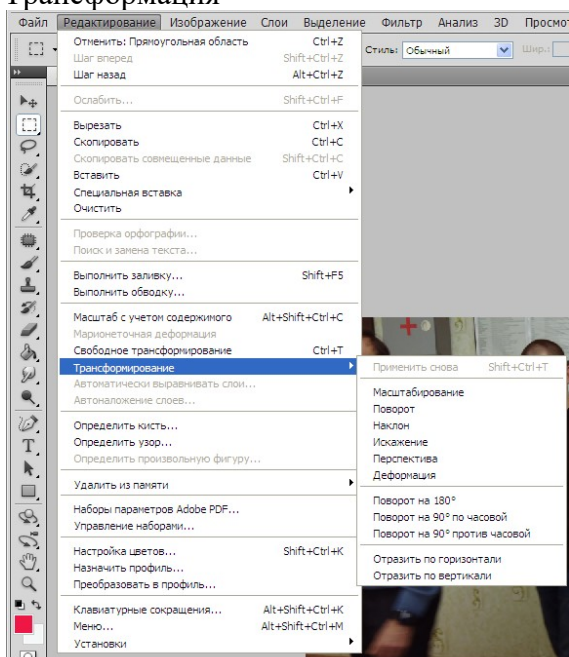 Трансформация
Файл Редактирование Изображение Слои Выделение Фильтр Анализ 3D Просмо
Стиль: Обычный Шир.:
Отменить: Прямоугольная область Ctrl+Z
Шаг вперед Shift+Ctrl+Z
Шаг назад Alt+Ctrl+Z
Ослабить... Shift+Ctrl+F
Вырезать Ctrl+X
Скопировать Ctrl+C
Скопировать совмещенные данные Shift+Ctrl+C
Вставить Ctrl+V
Специальная вставка
Очистить
Проверка орфографии...
Поиск и замена текста...
Выполнить заливку... Shift+F5
Выполнить обводку...
Масштаб с учетом содержимого Alt+Shift+Ctrl+C
Марионеточная деформация
Свободное трансформирование Ctrl+T
Трансформирование
Автоматически выравнивать слои...
Автоналожение слоев...
Определить кисть...
Определить узор...
Определить произвольную фигуру...
Удалить из памяти
Наборы параметров Adobe PDF...
Управление наборами...
Настройка цветов... Shift+Ctrl+K
Назначить профиль...
Преобразовать в профиль...
Клавиатурные сокращения... Alt+Shift+Ctrl+K
Меню... Alt+Shift+Ctrl+M
Установки
Применить снова Shift+Ctrl+T
Масштабирование
Поворот
Наклон
Искажение
Перспектива
Деформация
Поворот на 180°
Поворот на 90° по часовой
Поворот на 90° против часовой
Отразить по горизонтали
Отразить по вертикали